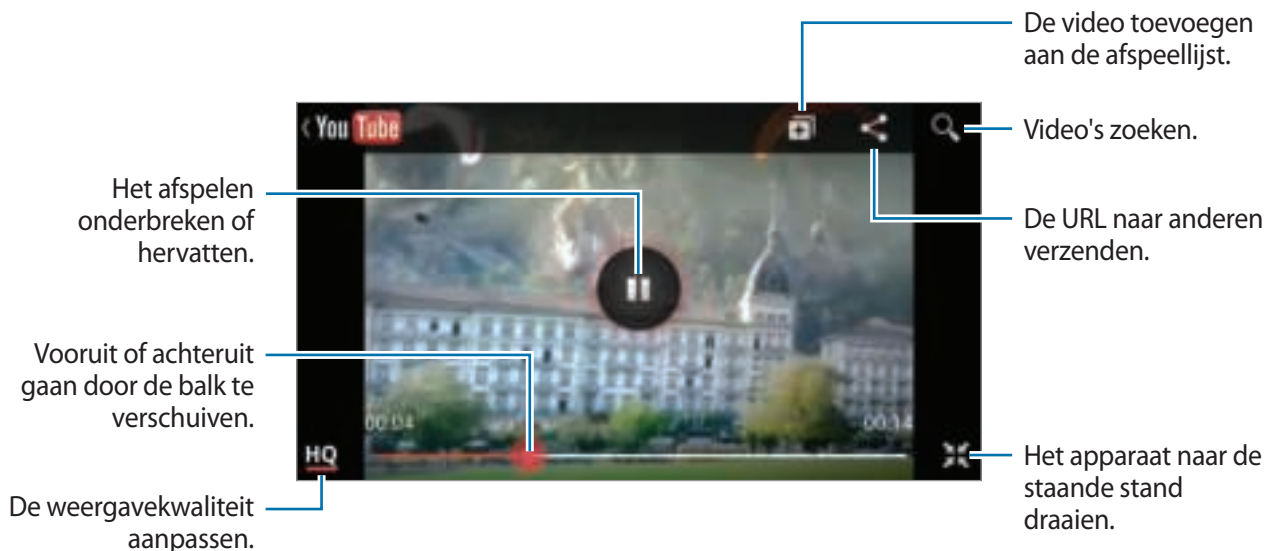 De video toevoegen
aan de afspeellijst.
You Tube
Video's zoeken.
Het afspelen
onderbreken of
hervatten.
De URL naar anderen
verzenden.
Vooruit of achteruit
gaan door de balk te
verschuiven.
00:04
00:14
HQ
Het apparaat naar de
staande stand
draaien.
De weergavekwaliteit
aanpassen.